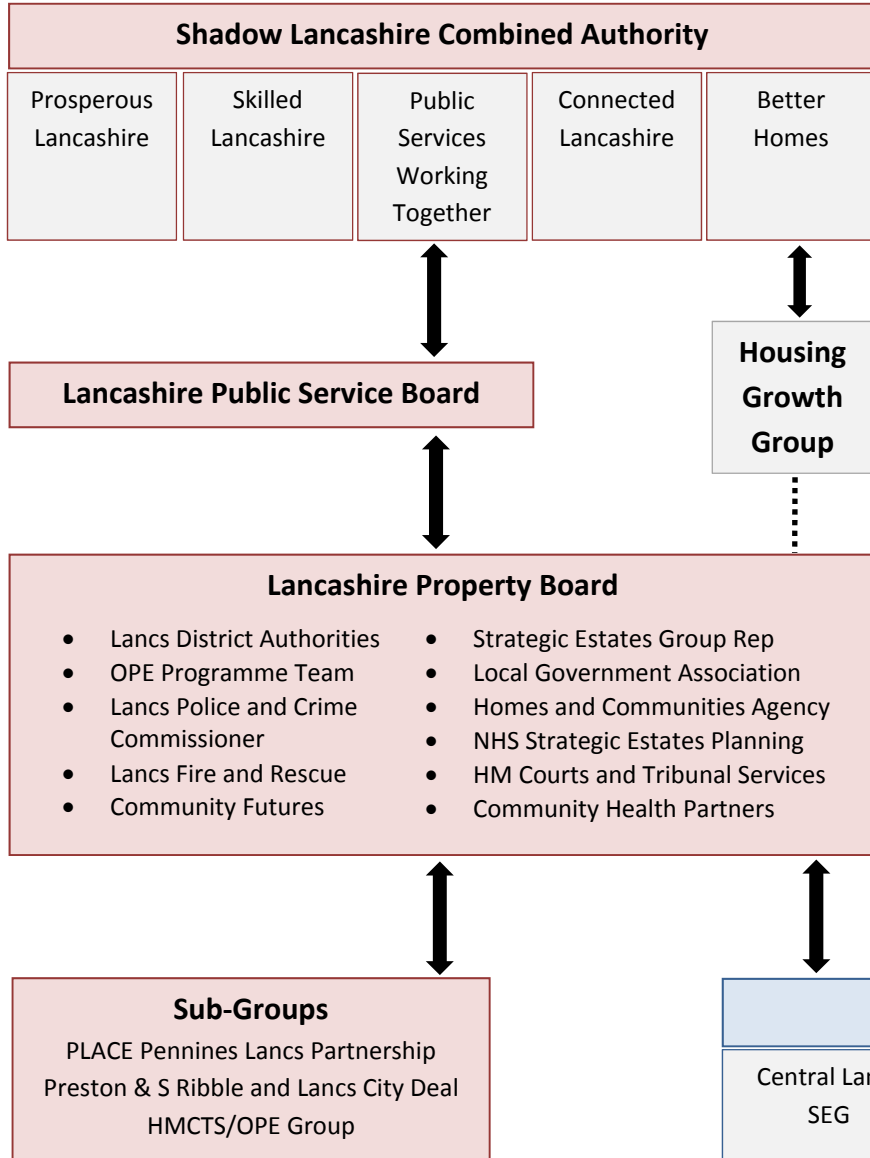 Shadow Lancashire Combined Authority
Prosperous
Lancashire
Skilled
Lancashire
Public
Services
Working
Together
Connected
Lancashire
Better
Homes
Lancashire Public Service Board
Housing
Growth
Group
Lancashire Property Board
• Lancs District Authorities
• OPE Programme Team
• Lancs Police and Crime
Commissioner
• Lancs Fire and Rescue
• Community Futures
• Strategic Estates Group Rep
• Local Government Association
• Homes and Communities Agency
• NHS Strategic Estates Planning
• HM Courts and Tribunal Services
• Community Health Partners
Sub-Groups
PLACE Pennines Lancs Partnership
Preston & S Ribble and Lancs City Deal
HMCTS/OPE Group
Central
SEG